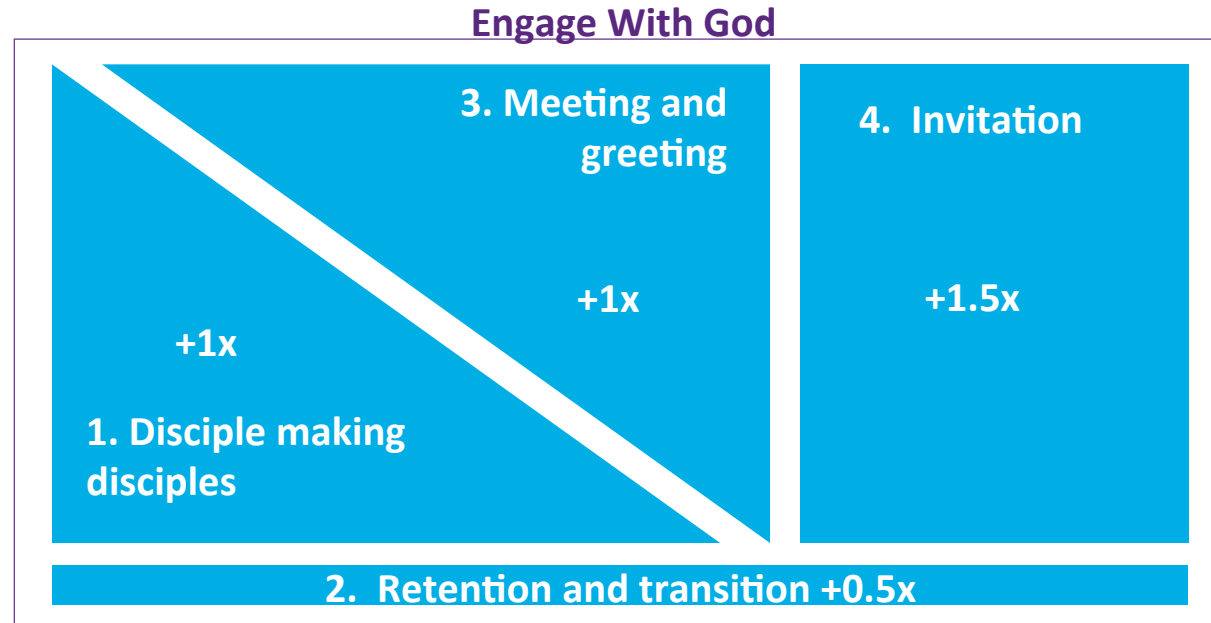 Engage With God
3. Meeting and
greeting
4. Invitation
+1x
+1.5x
+1x
1. Disciple making
disciples
2. Retention and transition +0.5x